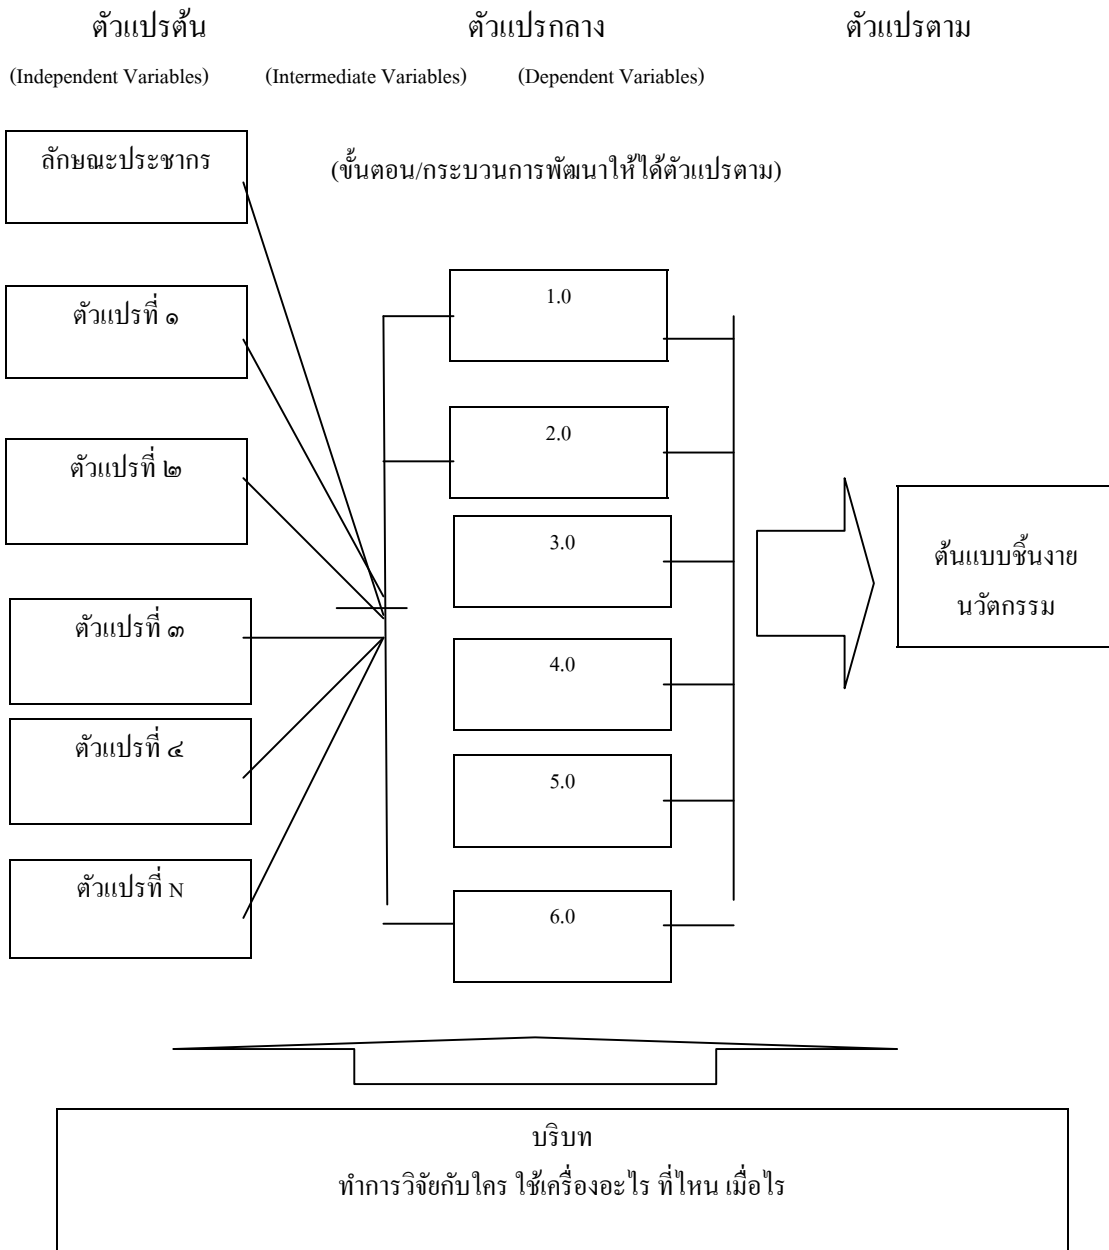 ตัวแปรต้น ตัวแปรกลาง ตัวแปรตาม
(Independent Variables) (Intermediate Variables) (Dependent Variables)
ลักษณะประชากร
(ขั้นตอน/กระบวนการพัฒนาให้ได้ตัวแปรตาม)
ตัวแปรที่ ๑
ตัวแปรที่ ๒
ตัวแปรที่ ๓
ตัวแปรที่ ๔
ตัวแปรที่ N
1.0
2.0
3.0
4.0
5.0
6.0
ต้นแบบชิ้นงาย
นวัตกรรม
บริบท
ทำการวิจัยกับใคร ใช้เครื่องอะไร ที่ไหน เมื่อไร